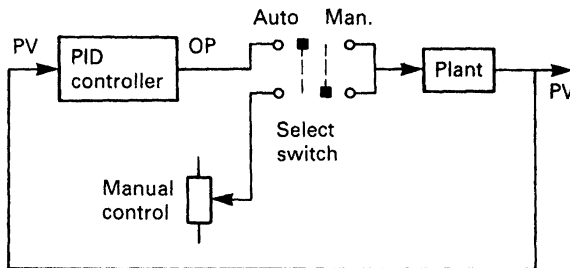 Auto Man.
PV
PID
controller
OP
Plant
PV
Select
switch
Manual
control